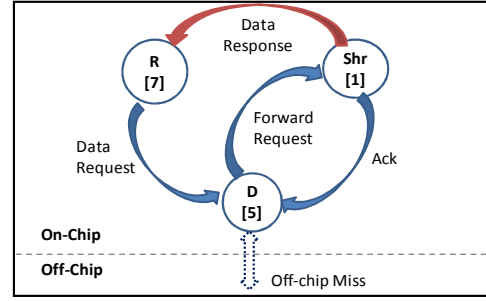 Data
Response
R
[7]
Shr
[1]
Forward
Request
Data
Request
Ack
D
[5]
On-Chip
Off-Chip
Off-chip Miss